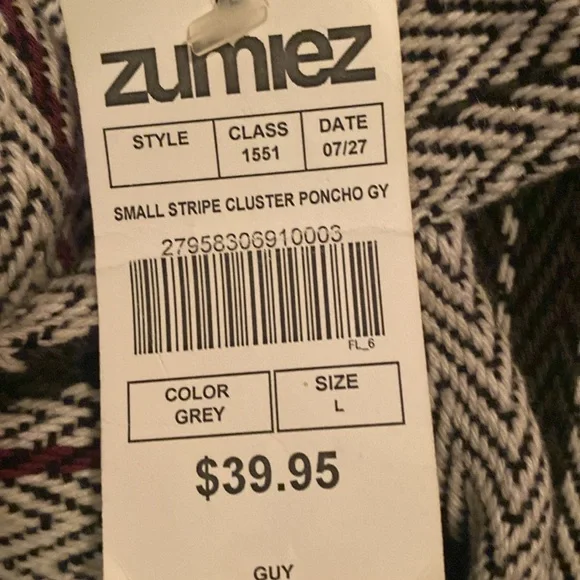 zumiez
STYLE CLASS DATE
1551 07/27
SMALL STRIPE CLUSTER PONCHO GY
27958306910003
FL_6
COLOR SIZE
GREY L
$39.95
GUY